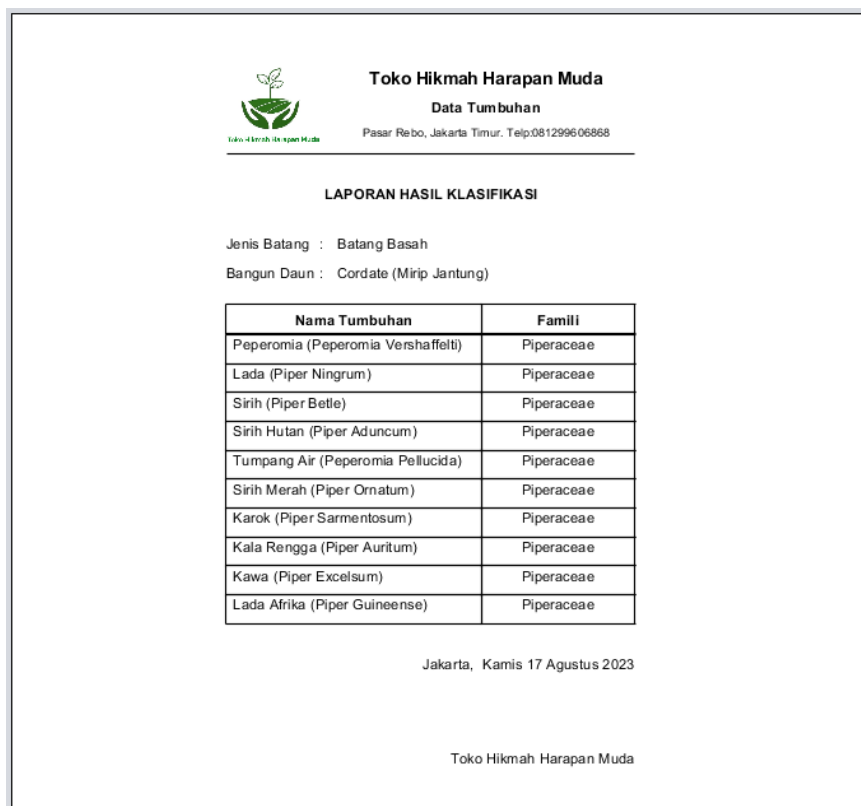 Toko Hikmah Harapan Muda
Data Tumbuhan
Pasar Rebo, Jakarta Timur. Telp:081299606868
Toko Hikmah Harapan Muda
LAPORAN HASIL KLASIFIKASI
Jenis Batang : Batang Basah
Bangun Daun : Cordate (Mirip Jantung)
Nama Tumbuhan Famili
Peperomia (Peperomia Vershaffelti) Piperaceae
Lada (Piper Ningrum) Piperaceae
Sirih (Piper Betle) Piperaceae
Sirih Hutan (Piper Aduncum) Piperaceae
Tumpang Air (Peperomia Pellucida) Piperaceae
Sirih Merah (Piper Ornatum) Piperaceae
Karok (Piper Sarmentosum) Piperaceae
Kala Rengga (Piper Auritum) Piperaceae
Kawa (Piper Excelsum) Piperaceae
Lada Afrika (Piper Guineense) Piperaceae
Jakarta, Kamis 17 Agustus 2023
Toko Hikmah Harapan Muda